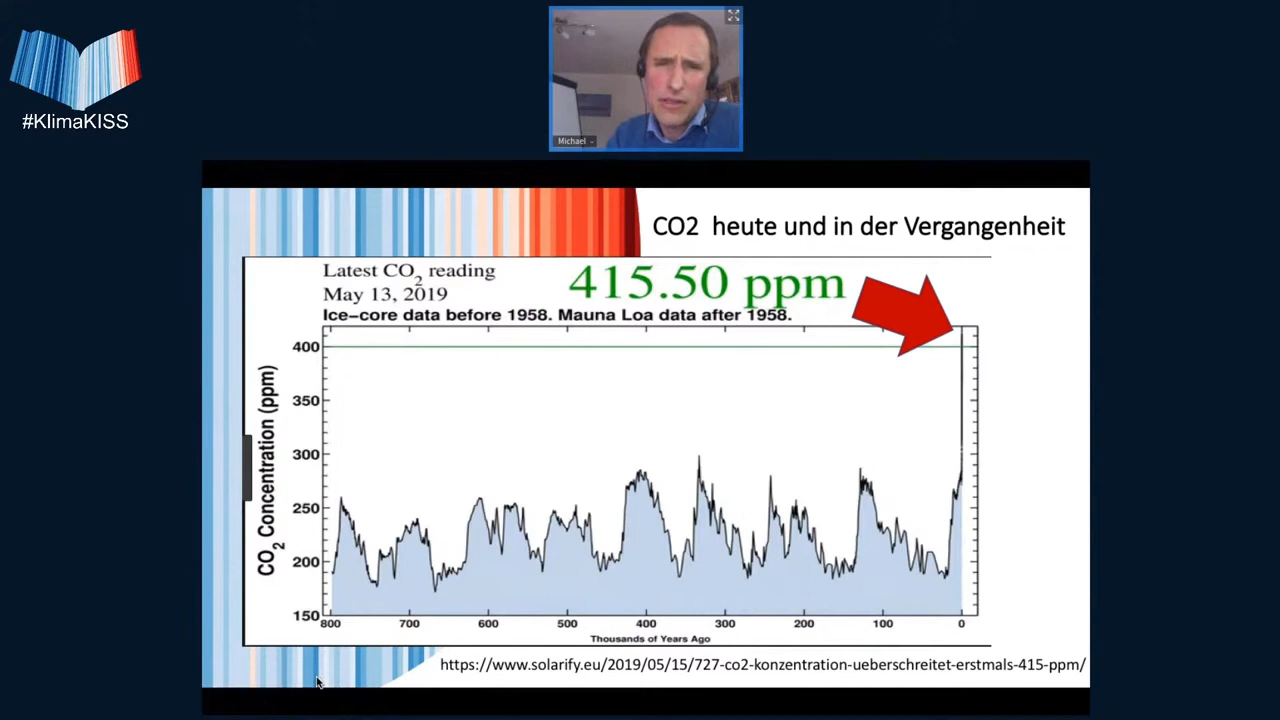 #KlimaKISS
Michael
CO2 heute und in der Vergangenheit
Latest CO2 reading
May 13, 2019
415.50 ppm
Ice-core data before 1958. Mauna Loa data after 1958.
CO2 Concentration (ppm)
400
350
300
250
200
150
800 700 600 500 400 300 200 100 0
Thousands of Years Ago
https://www.solarify.eu/2019/05/15/727-co2-konzentration-ueberschreitet-erstmals-415-ppm/